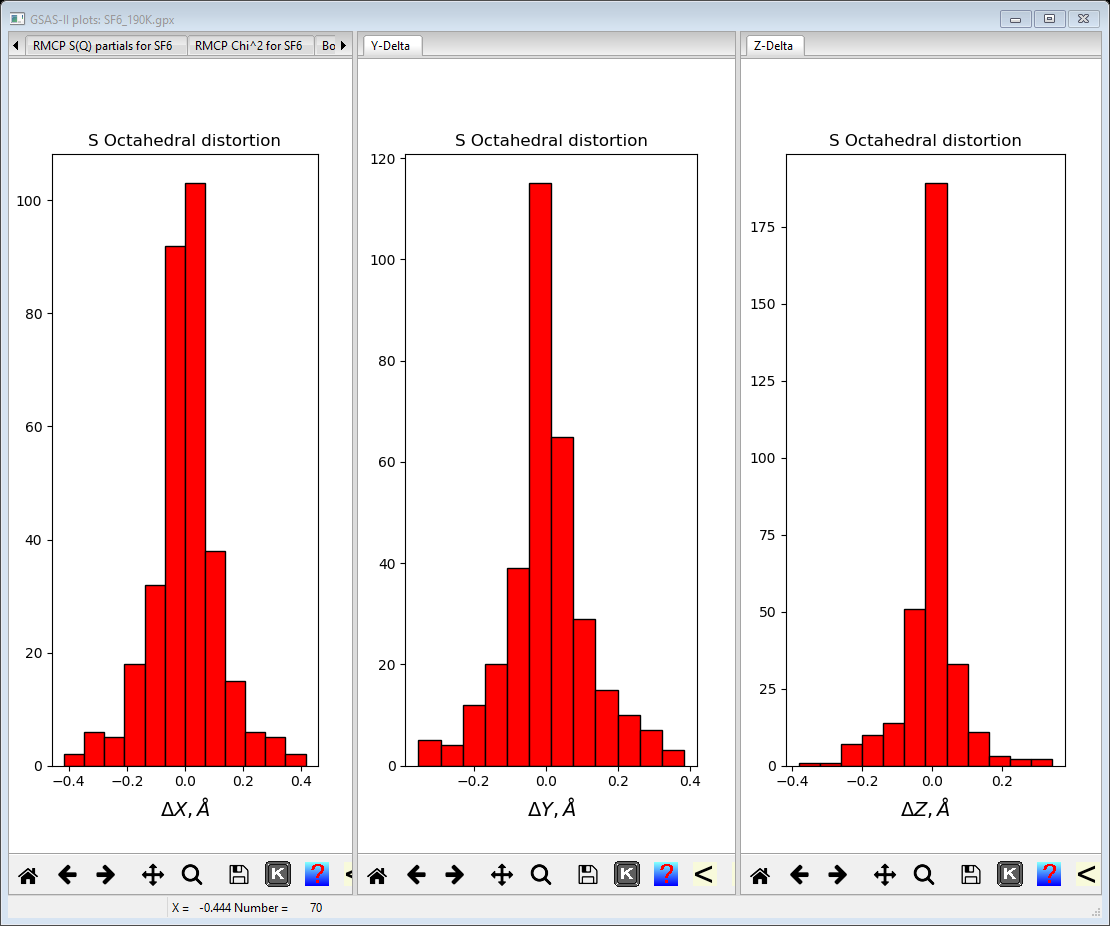 GSAS-II plots: SF6_190K.gpx
RMCP S(Q) partials for SF6
RMCP Chi^2 for SF6
Bo
S Octahedral distortion
100
80
60
40
20
0
−0.4
−0.2
0.0
0.2
0.4
ΔX, Å
K
?
<
Y-Delta
S Octahedral distortion
120
100
80
60
40
20
0
−0.2
0.0
0.2
0.4
ΔY, Å
K
?
<
Z-Delta
S Octahedral distortion
175
150
125
100
75
50
25
0
−0.4
−0.2
0.0
0.2
ΔZ, Å
K
?
<
X = -0.444 Number = 70